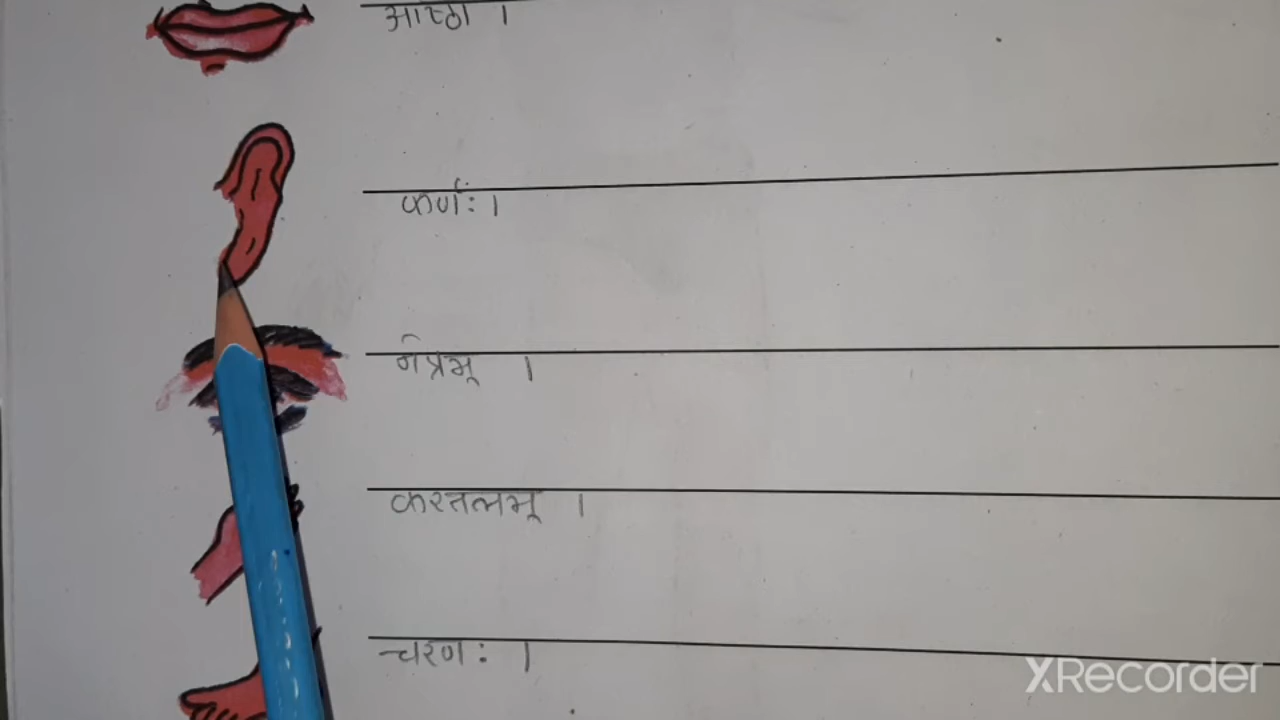 ओष्ठौ ।
कर्णः ।
नेत्रम् ।
करतलम् ।
चरणः ।
XRecorder